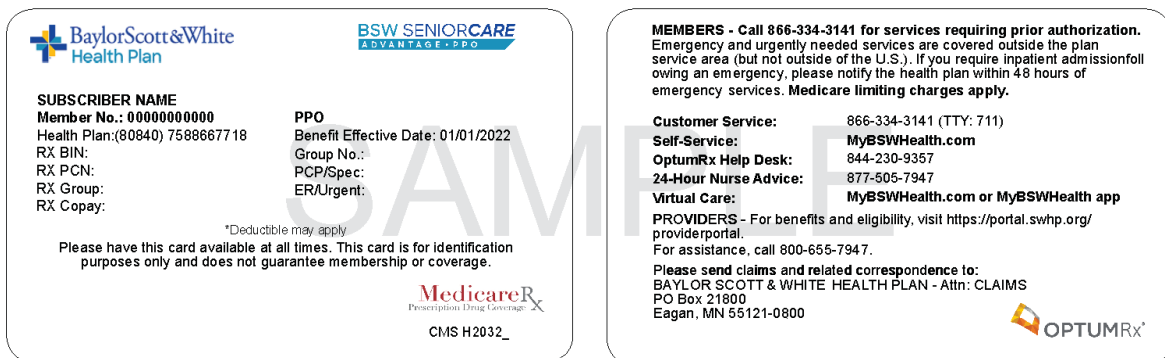 BaylorScott&White
Health Plan
BSW SENIORCARE
ADVANTAGE • PPO
SUBSCRIBER NAME
Member No.: 00000000000
Health Plan:(80840) 7588667718
RX BIN:
RX PCN:
RX Group:
RX Copay:
PPO
Benefit Effective Date: 01/01/2022
Group No.:
PCP/Spec:
ER/Urgent:
*Deductible may apply
Please have this card available at all times. This card is for identification
purposes only and does not guarantee membership or coverage.
MedicareRx
Prescription Drug Coverage
CMS H2032_
SAMPLE
MEMBERS - Call 866-334-3141 for services requiring prior authorization.
Emergency and urgently needed services are covered outside the plan
service area (but not outside of the U.S.). If you require inpatient admissionfoll
owing an emergency, please notify the health plan within 48 hours of
emergency services. Medicare limiting charges apply.
Customer Service: 866-334-3141 (TTY: 711)
Self-Service: MyBSWHealth.com
OptumRx Help Desk: 844-230-9357
24-Hour Nurse Advice: 877-505-7947
Virtual Care: MyBSWHealth.com or MyBSWHealth app
PROVIDERS - For benefits and eligibility, visit https://portal.swhp.org/
providerportal.
For assistance, call 800-655-7947.
Please send claims and related correspondence to:
BAYLOR SCOTT & WHITE HEALTH PLAN - Attn: CLAIMS
PO Box 21800
Eagan, MN 55121-0800
OPTUMRx